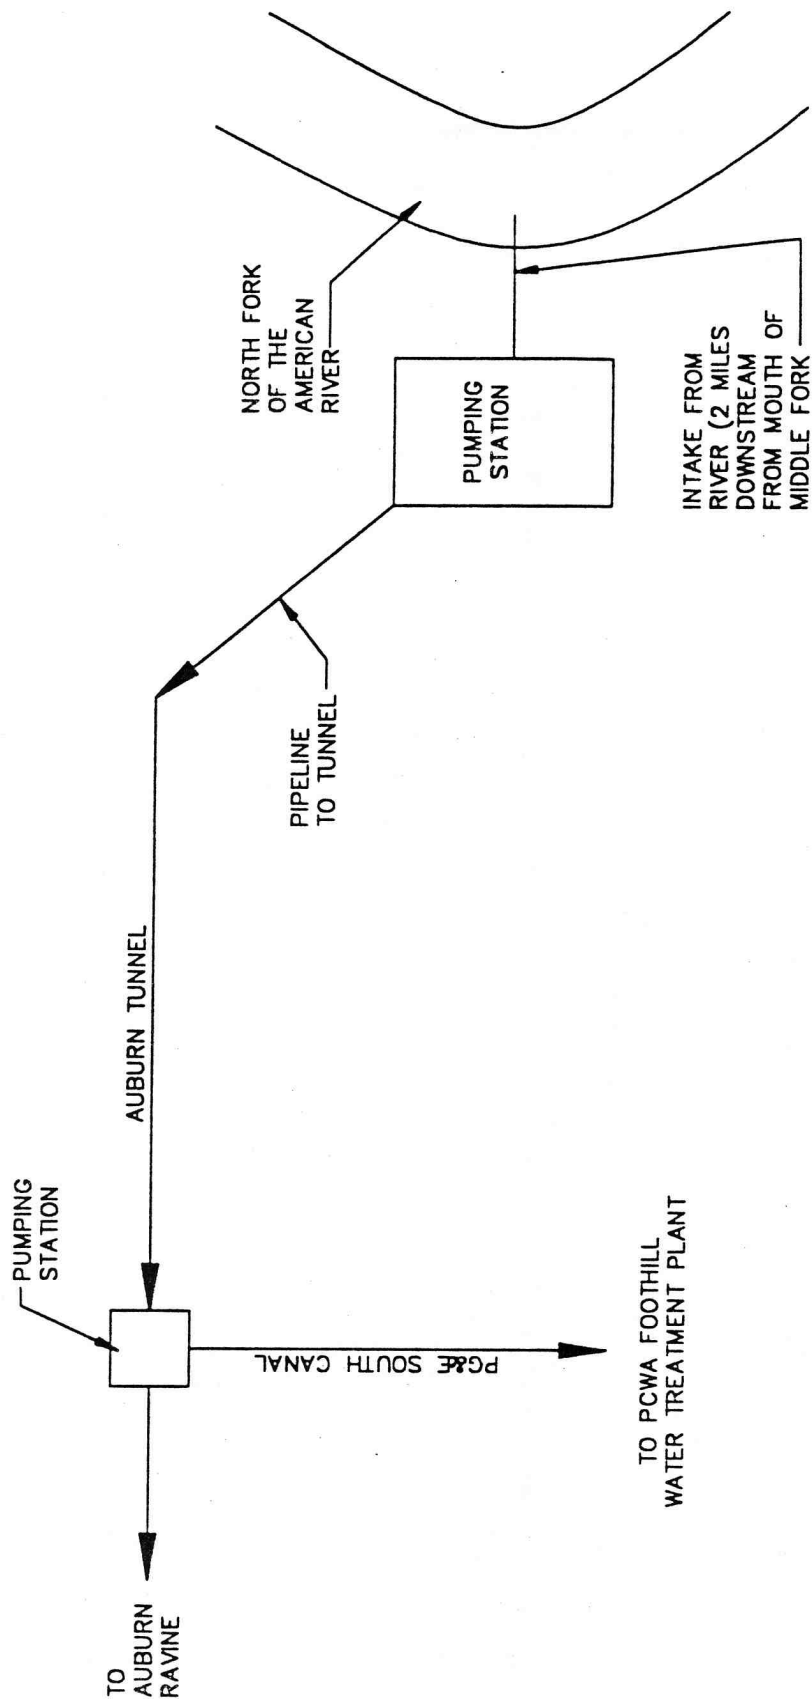 NORTH FORK
OF THE
AMERICAN
RIVER
PUMPING
STATION
INTAKE FROM
RIVER (2 MILES
DOWNSTREAM
FROM MOUTH OF
MIDDLE FORK
PIPELINE
TO TUNNEL
AUBURN TUNNEL
PUMPING
STATION
PG&E SOUTH CANAL
TO PCWA FOOTHILL
WATER TREATMENT PLANT
TO
AUBURN
RAVINE